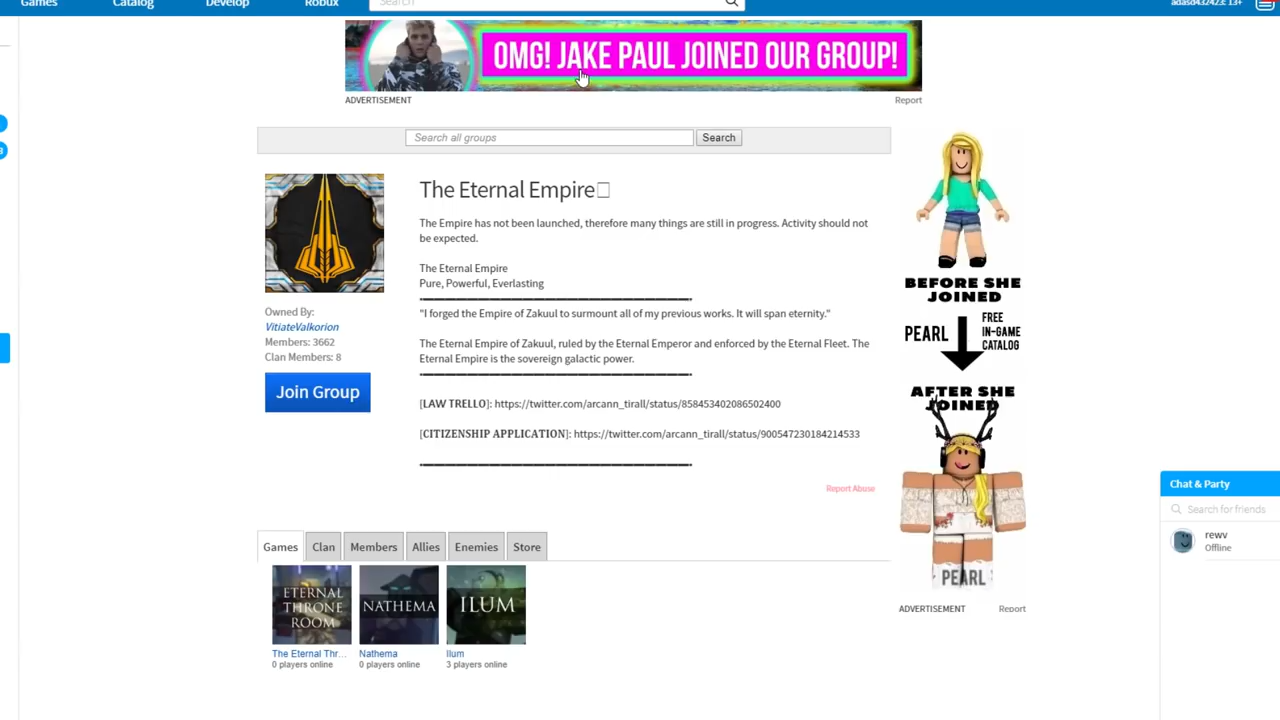 Games Catalog Develop Robux Search adasd43242.c 13+
OMG! JAKE PAUL JOINED OUR GROUP!
ADVERTISEMENT Report
Search all groups Search
The Eternal Empire
The Empire has not been launched, therefore many things are still in progress. Activity should not
be expected.
The Eternal Empire
Pure, Powerful, Everlasting
"I forged the Empire of Zakuul to surmount all of my previous works. It will span eternity."
The Eternal Empire of Zakuul, ruled by the Eternal Emperor and enforced by the Eternal Fleet. The
Eternal Empire is the sovereign galactic power.
[LAW TRELLO]: https://twitter.com/arcann_tirall/status/858453402086502400
[CITIZENSHIP APPLICATION]: https://twitter.com/arcann_tirall/status/900547230184214533
Report Abuse
Owned By:
VitiateValkorion
Members: 3662
Clan Members: 8
Join Group
BEFORE SHE
JOINED
PEARL
FREE
IN-GAME
CATALOG
AFTER SHE
JOINED
PEARL
ADVERTISEMENT Report
Games Clan Members Allies Enemies Store
ETERNAL
THRONE
ROOM
NATHEMA
ILUM
The Eternal Thr... Nathema Ilum
0 players online 0 players online 3 players online
Chat & Party
Search for friends
rewv
Offline